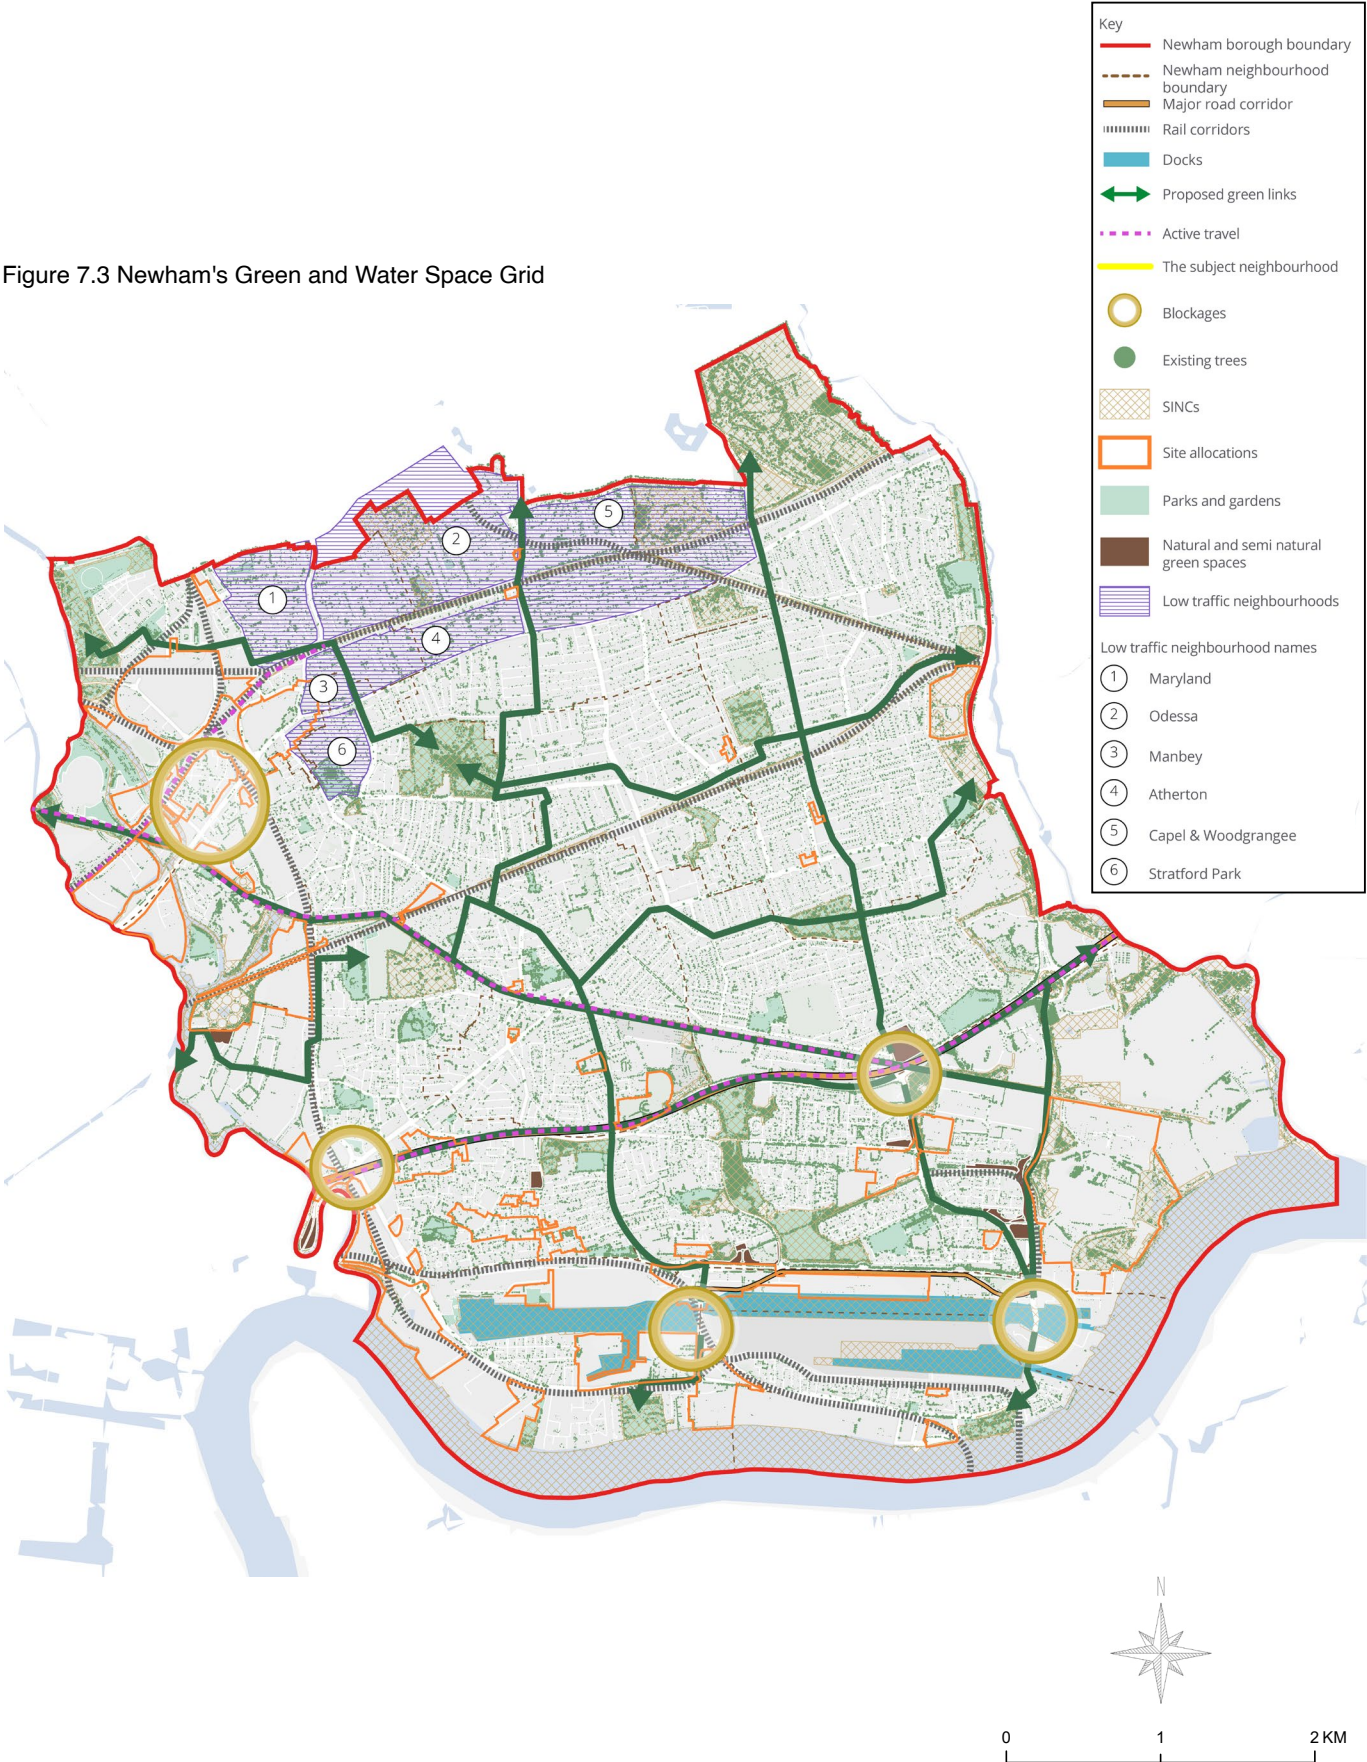 Key
Newham borough boundary
Newham neighbourhood
boundary
Major road corridor
Rail corridors
Docks
Proposed green links
Active travel
The subject neighbourhood
Blockages
Existing trees
SINCs
Site allocations
Parks and gardens
Natural and semi natural
green spaces
Low traffic neighbourhoods
Low traffic neighbourhood names
1 Maryland
2 Odessa
3 Manbey
4 Atherton
5 Capel & Woodgrangee
6 Stratford Park
Figure 7.3 Newham's Green and Water Space Grid
5
2
1
4
3
6
N
0 1 2 KM